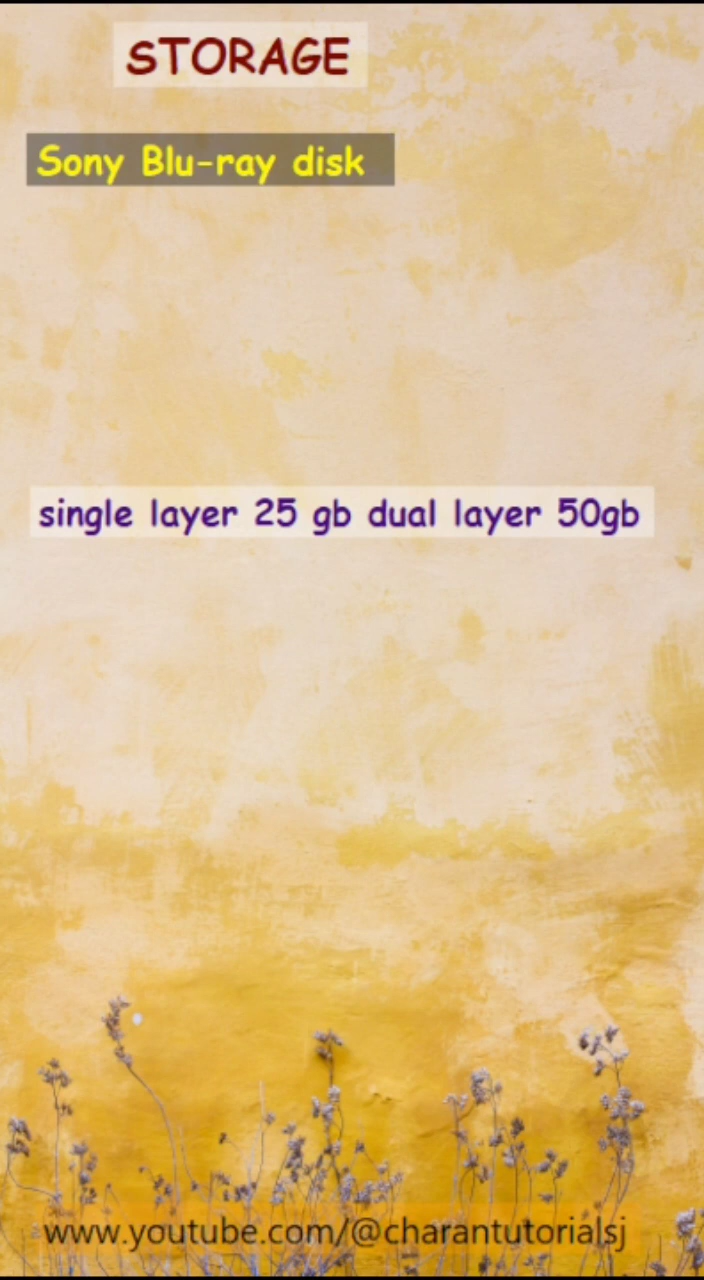 STORAGE
Sony Blu-ray disk
single layer 25 gb dual layer 50gb
www.youtube.com/@charantutorialsj